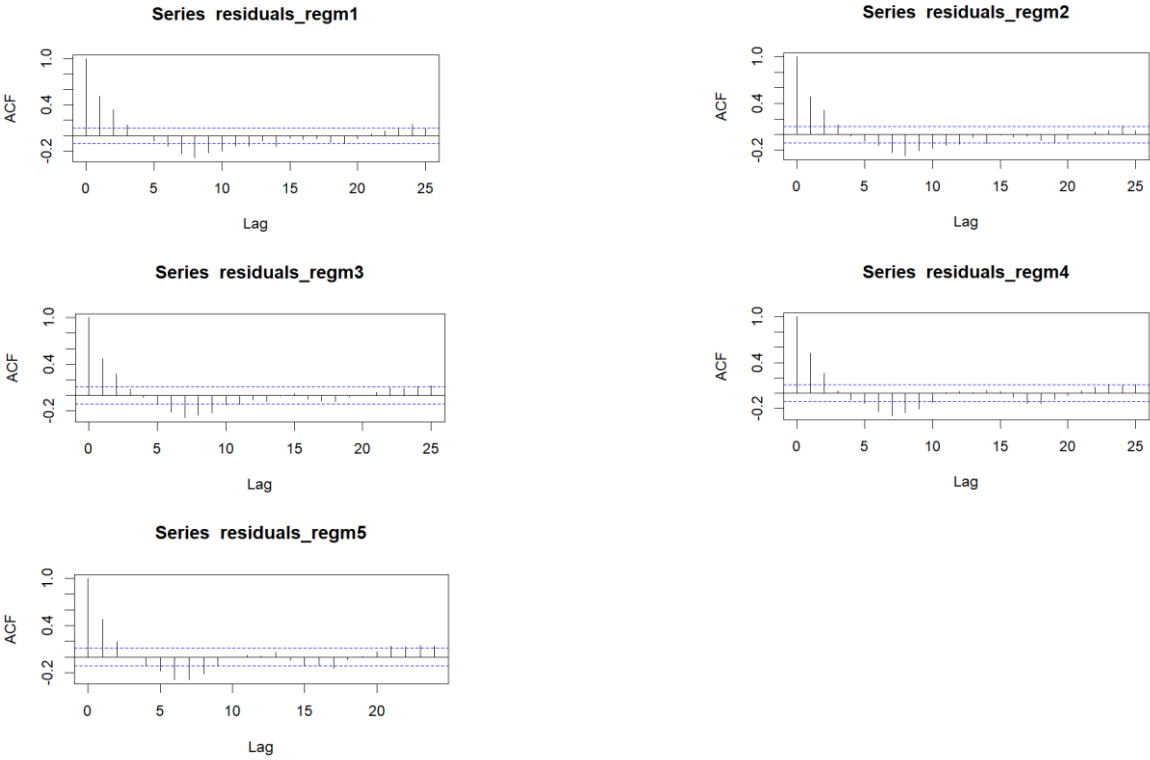 Series residuals_regm1
ACF
1.0
0.4
-0.2
0 5 10 15 20 25
Lag
Series residuals_regm2
ACF
1.0
0.4
-0.2
0 5 10 15 20 25
Lag
Series residuals_regm3
ACF
1.0
0.4
-0.2
0 5 10 15 20 25
Lag
Series residuals_regm4
ACF
1.0
0.4
-0.2
0 5 10 15 20 25
Lag
Series residuals_regm5
ACF
1.0
0.4
-0.2
0 5 10 15 20
Lag